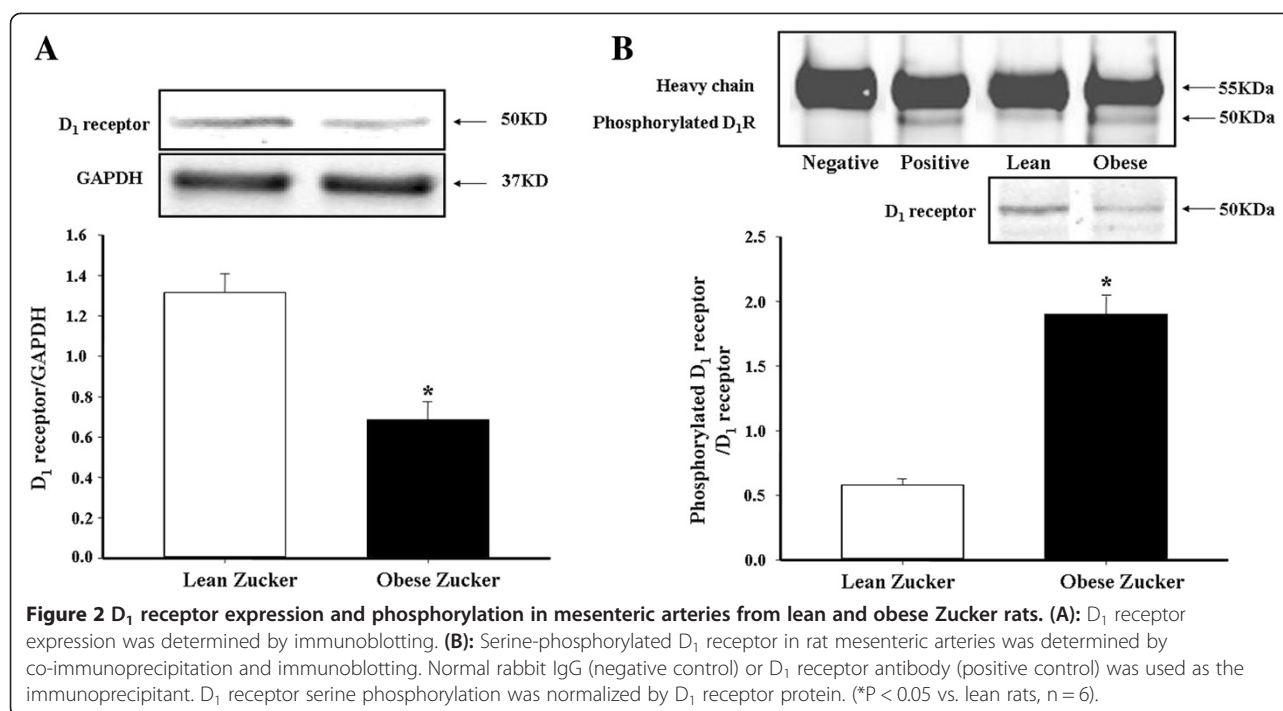 A
D₁ receptor
50KD
GAPDH
37KD
D₁ receptor/GAPDH
1.6
1.4
1.2
1.0
0.8
0.6
0.4
0.2
0.0
*
Lean Zucker Obese Zucker
B
Heavy chain
55KDa
Phosphorylated D₁R
50KDa
Negative Positive Lean Obese
D₁ receptor
50KDa
Phosphorylated D₁ receptor
/D₁ receptor
2.0
1.5
1.0
0.5
0.0
*
Lean Zucker Obese Zucker
Figure 2 D₁ receptor expression and phosphorylation in mesenteric arteries from lean and obese Zucker rats. (A): D₁ receptor
expression was determined by immunoblotting. (B): Serine-phosphorylated D₁ receptor in rat mesenteric arteries was determined by
co-immunoprecipitation and immunoblotting. Normal rabbit IgG (negative control) or D₁ receptor antibody (positive control) was used as the
immunoprecipitant. D₁ receptor serine phosphorylation was normalized by D₁ receptor protein. (*P < 0.05 vs. lean rats, n = 6).